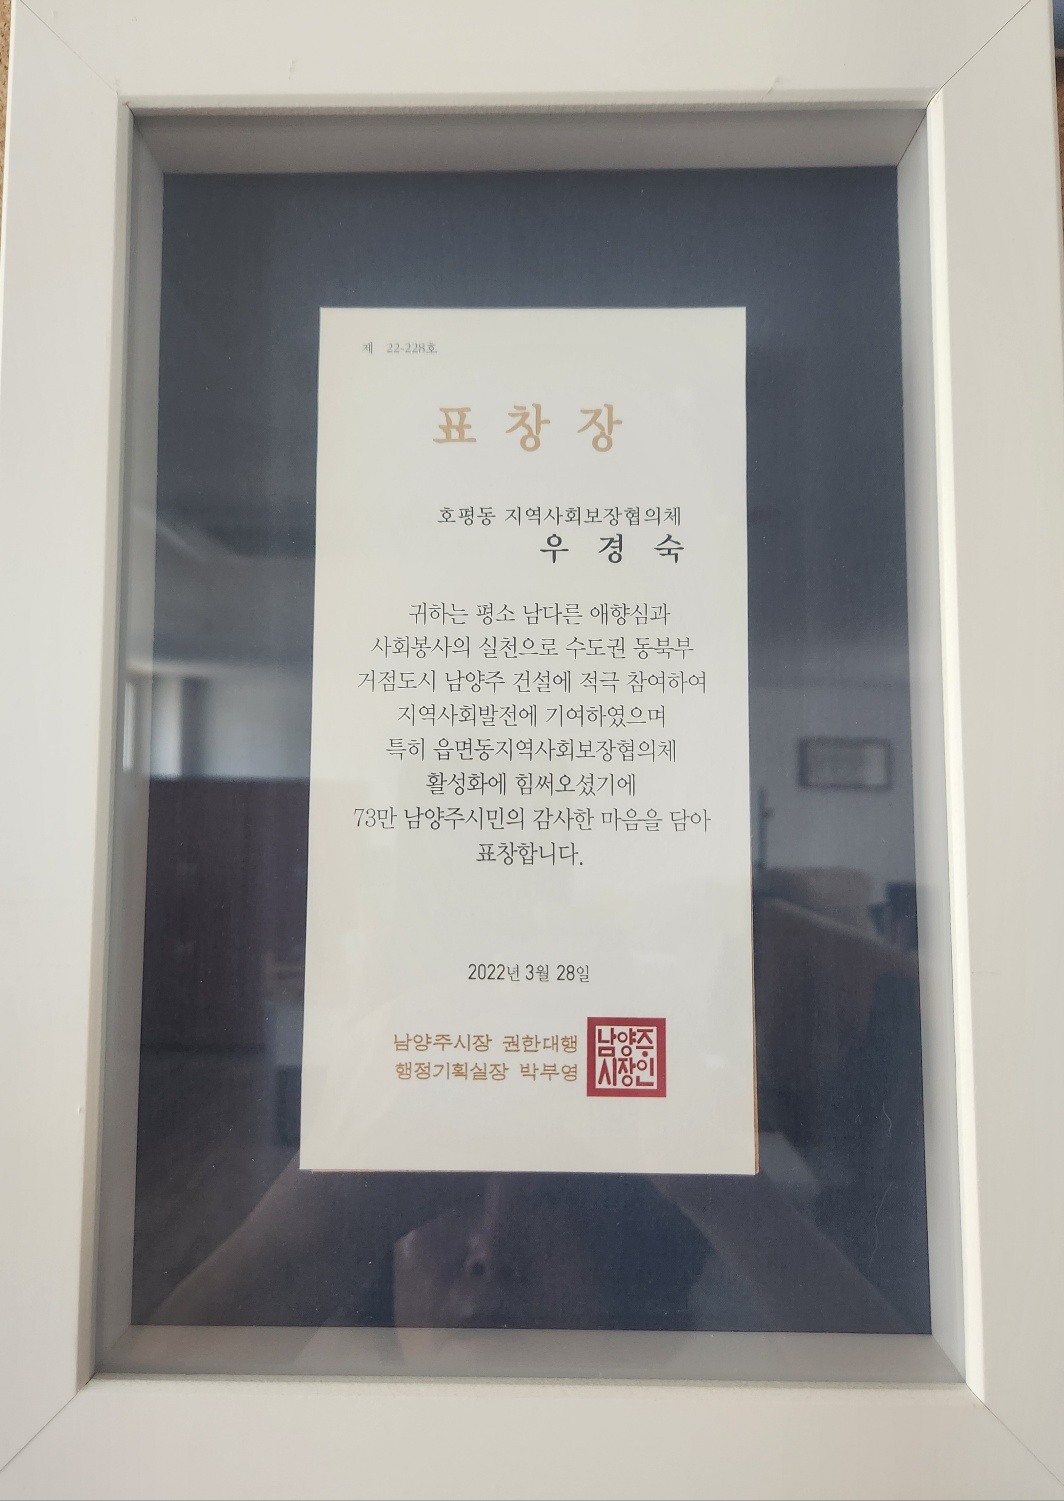 제 22-228호
표 창 장
호평동 지역사회보장협의체
우 경 숙
귀하는 평소 남다른 애향심과
사회봉사의 실천으로 수도권 동북부
거점도시 남양주 건설에 적극 참여하여
지역사회발전에 기여하였으며
특히 읍면동지역사회보장협의체
활성화에 힘써오셨기에
73만 남양주시민의 감사한 마음을 담아
표창합니다.
2022년 3월 28일
남양주시장 권한대행
행정기획실장 박부영
남양주
시장인